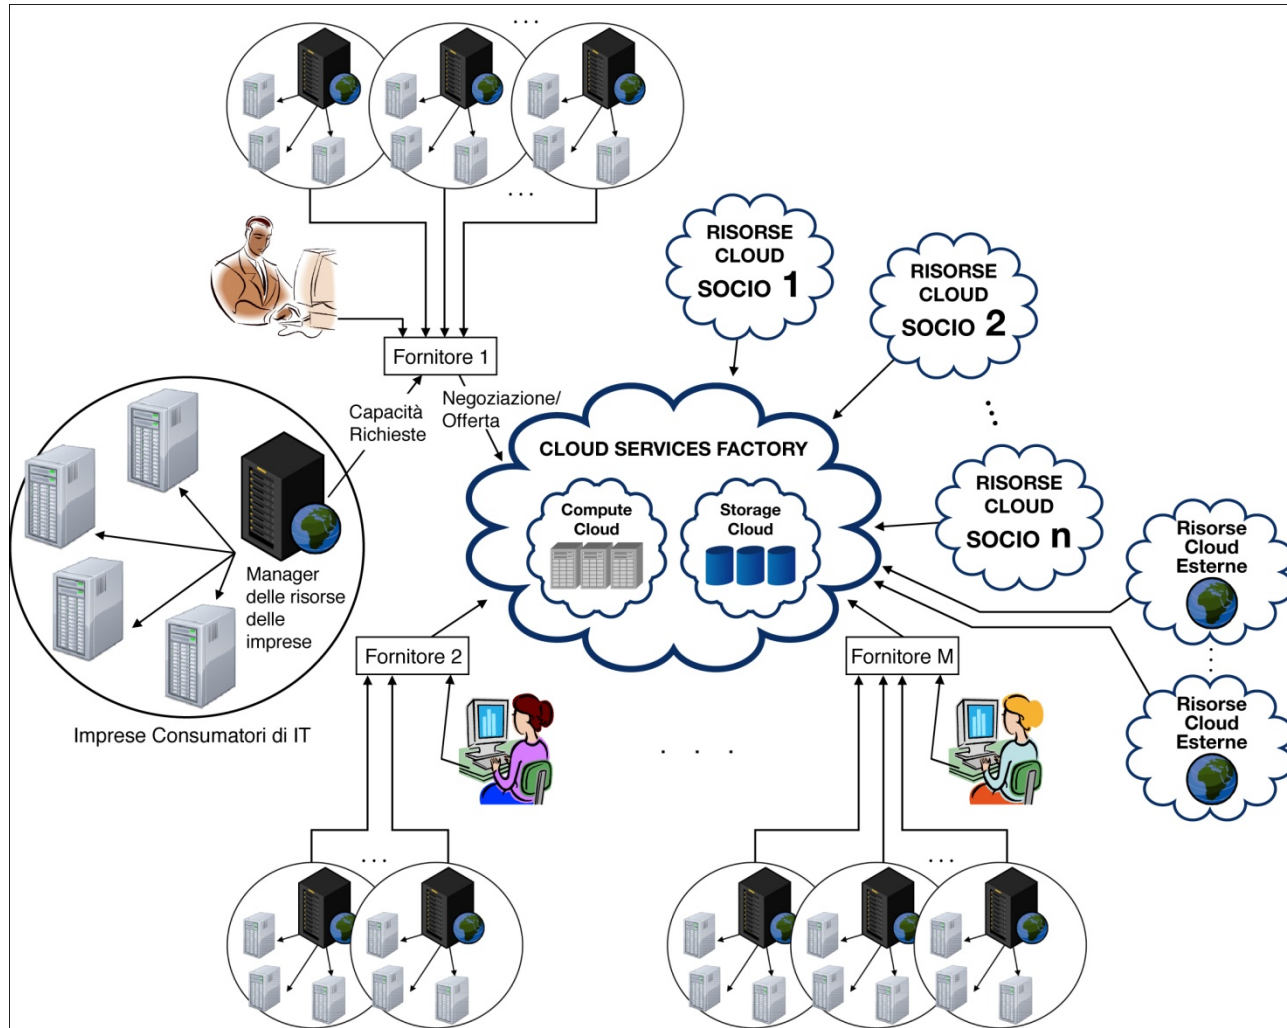 . . .
. . .
RISORSE
CLOUD
SOCIO 1
RISORSE
CLOUD
SOCIO 2
Fornitore 1
Capacità
Richieste
Negoziazione/
Offerta
. . .
CLOUD SERVICES FACTORY
Compute
Cloud
Storage
Cloud
RISORSE
CLOUD
SOCIO n
Risorse
Cloud
Esterne
. . . . .
Risorse
Cloud
Esterne
Manager
delle risorse
delle
imprese
Imprese Consumatori di IT
Fornitore 2
Fornitore M
. . .
. . .
. . .